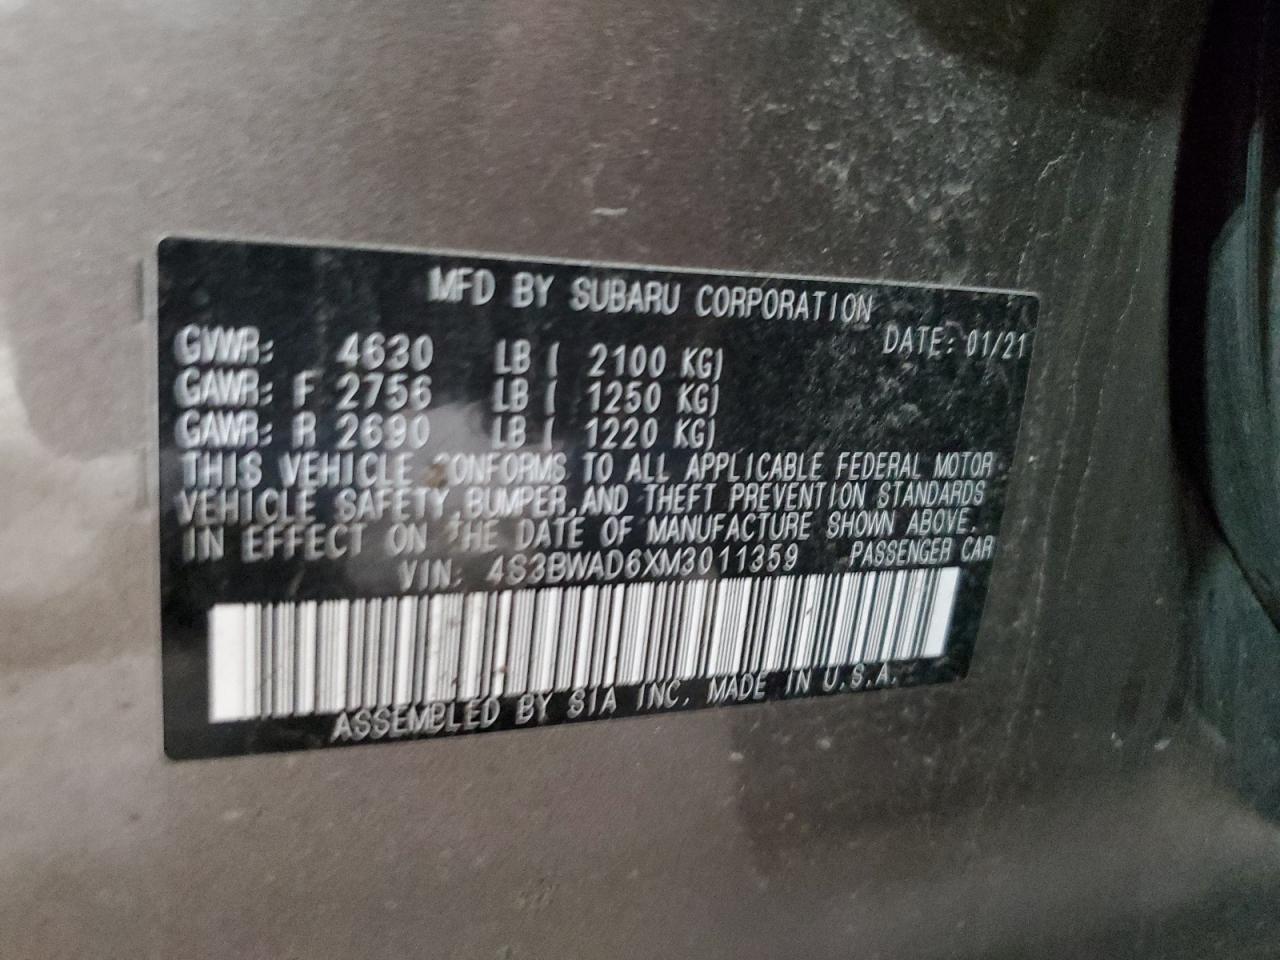 MFD BY SUBARU CORPORATION
DATE: 01/21
GVWR: 4630 LB ( 2100 KG)
GAWR: F 2756 LB ( 1250 KG)
GAWR: R 2690 LB ( 1220 KG)
THIS VEHICLE CONFORMS TO ALL APPLICABLE FEDERAL MOTOR
VEHICLE SAFETY,BUMPER,AND THEFT PREVENTION STANDARDS
IN EFFECT ON THE DATE OF MANUFACTURE SHOWN ABOVE.
VIN: 4S3BWAD6XM3011359 PASSENGER CAR
ASSEMBLED BY SIA INC. MADE IN U.S.A.